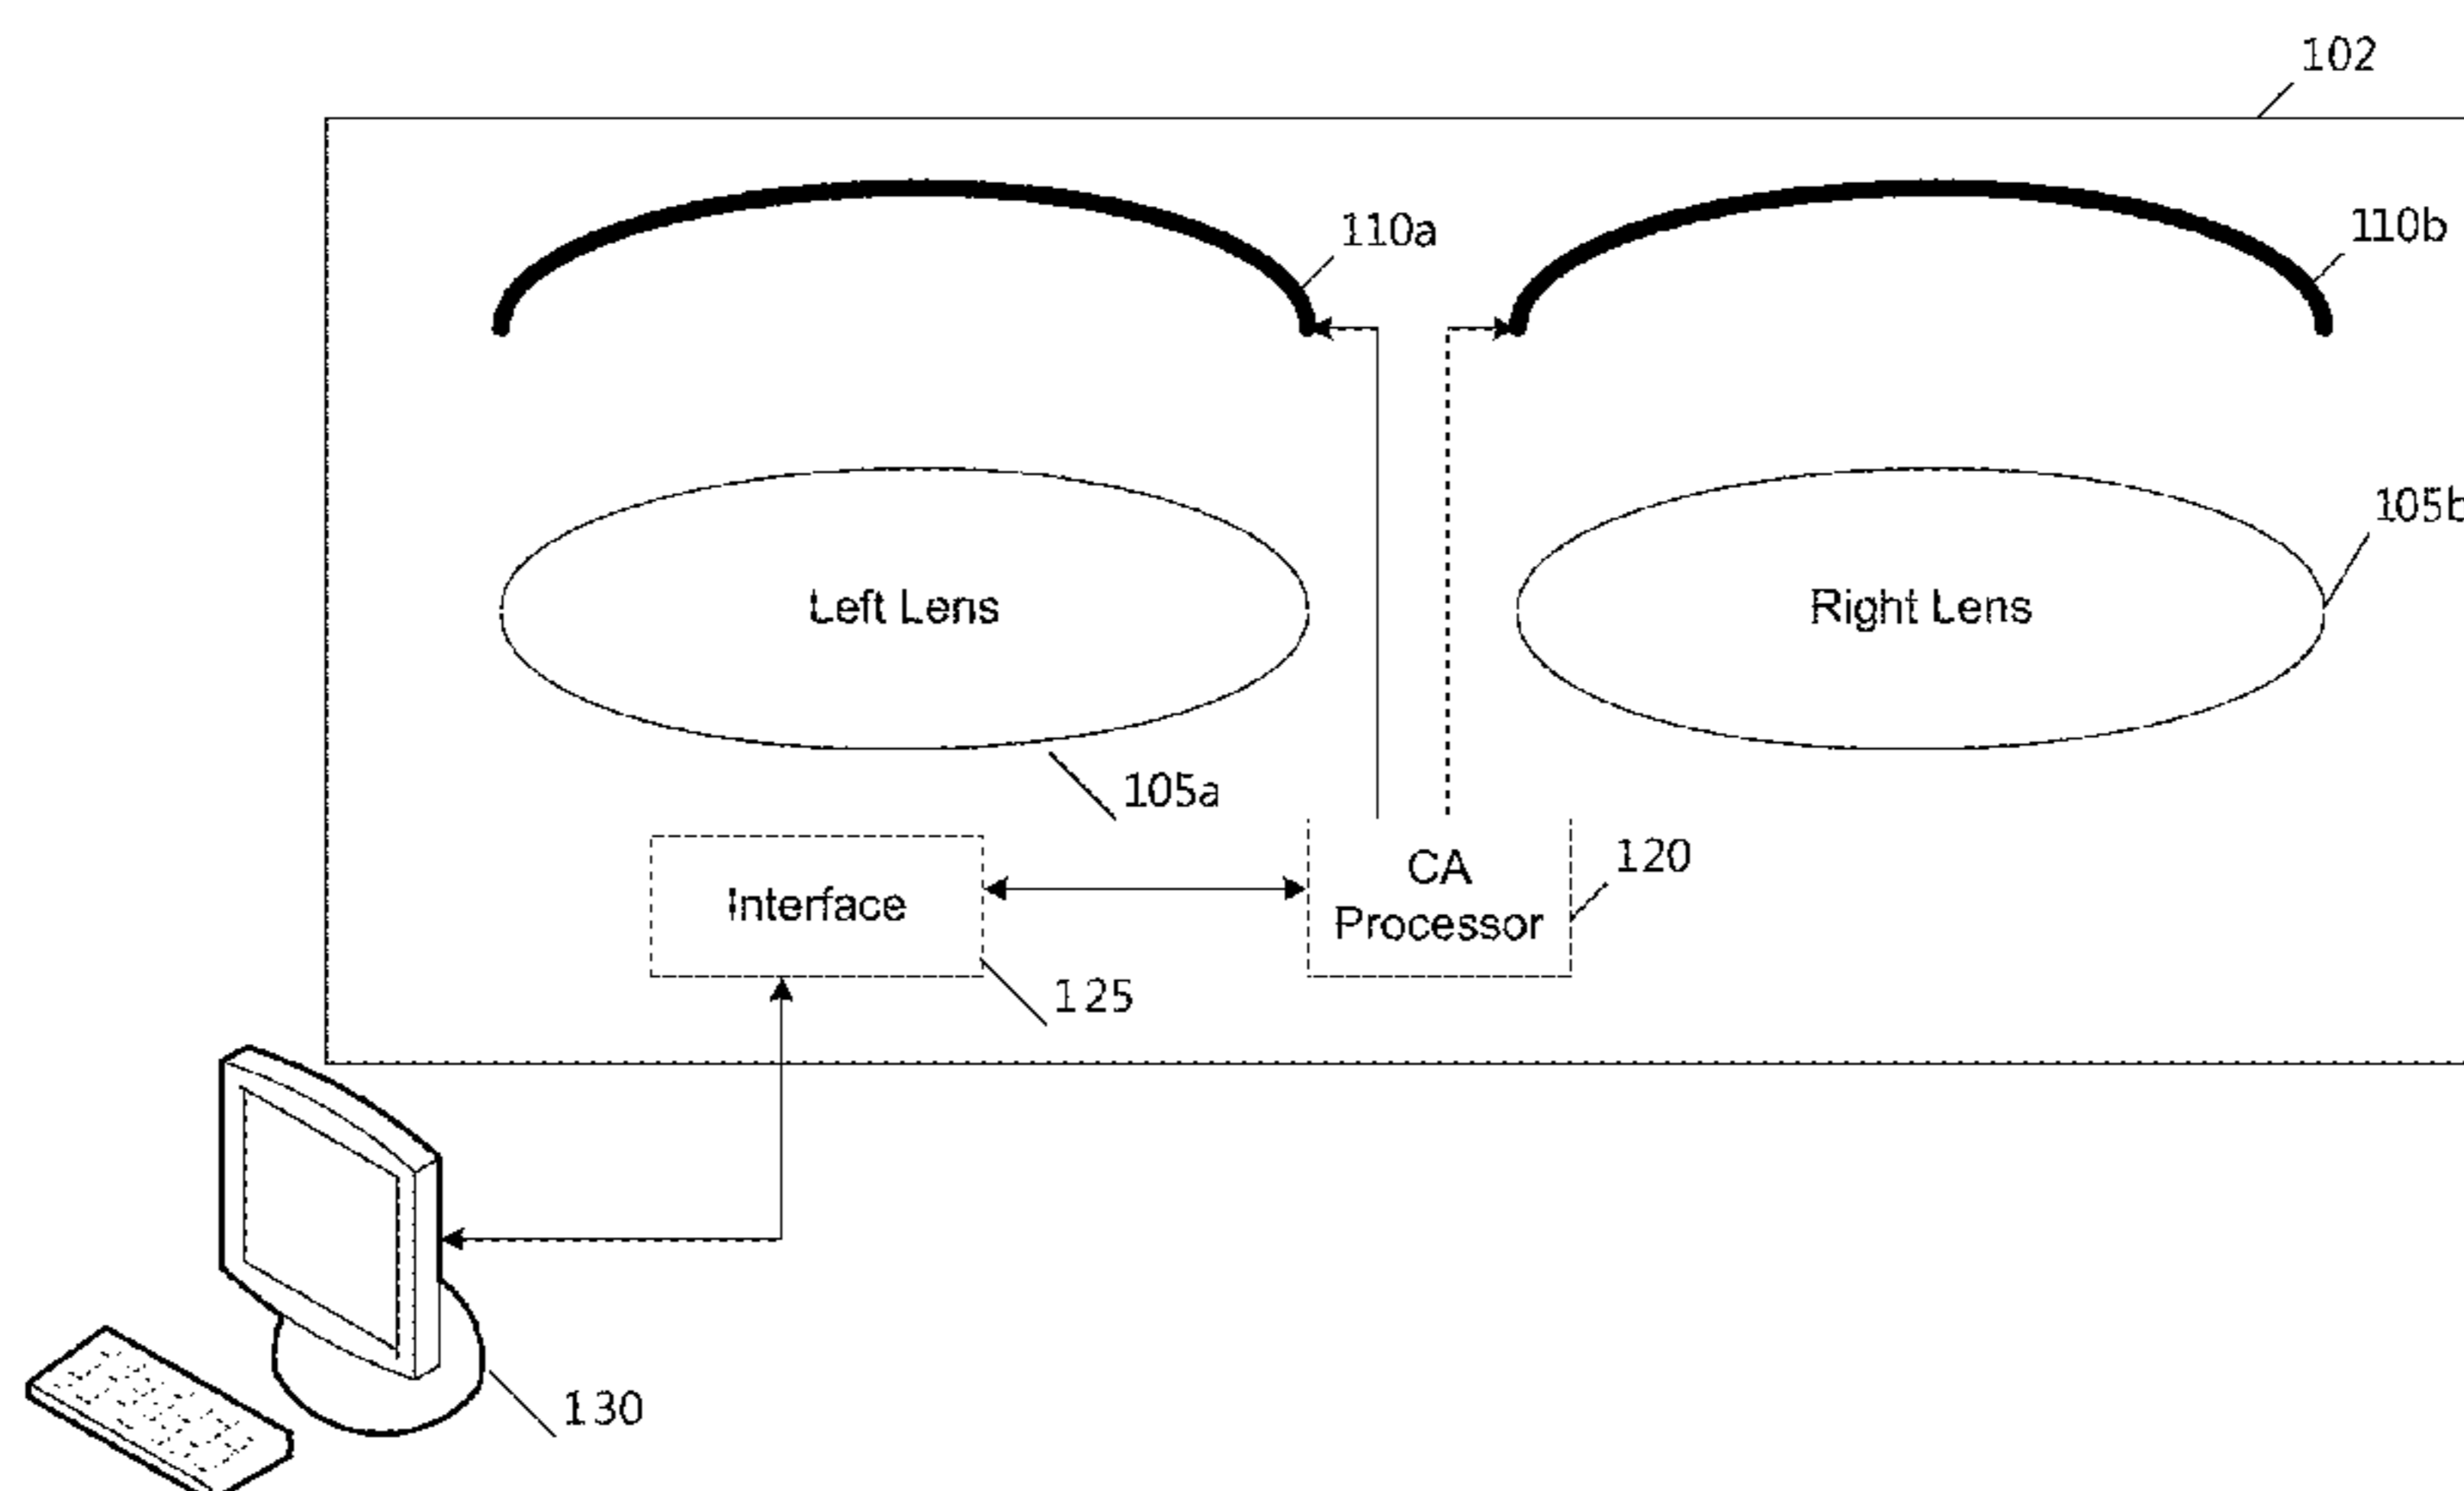 102
110a
110b
105b
Left Lens
Right Lens
105a
CA
Processor
120
Interface
125
130